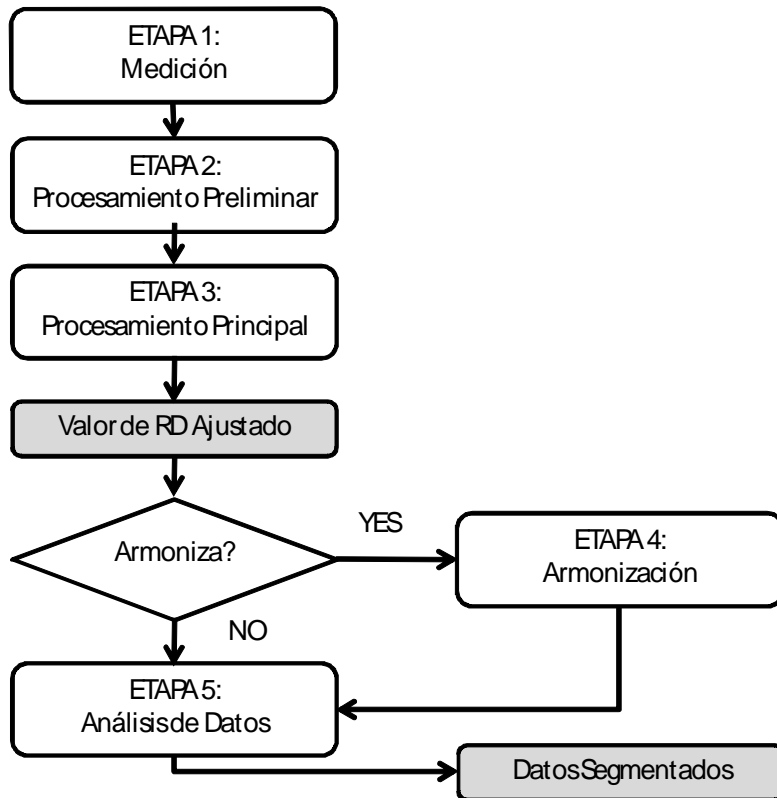 ETAPA 1:
Medición
ETAPA 2:
Procesamiento Preliminar
ETAPA 3:
Procesamiento Principal
Valor de RD Ajustado
Armoniza?
YES
ETAPA 4:
Armonización
NO
ETAPA 5:
Análisis de Datos
Datos Segmentados